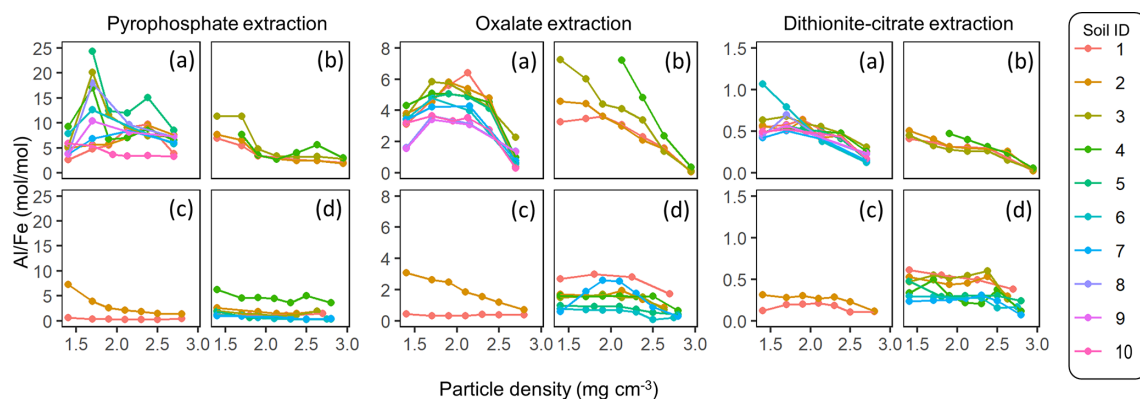 Pyrophosphate extraction
Oxalate extraction
Dithionite-citrate extraction
Soil ID
1
2
3
4
5
6
7
8
9
10
Al/Fe (mol/mol)
25
20
15
10
5
0
(a)
(b)
8
6
4
2
0
(a)
(b)
1.5
1.0
0.5
0.0
(a)
(b)
25
20
15
10
5
0
(c)
(d)
8
6
4
2
0
(c)
(d)
1.5
1.0
0.5
0.0
(c)
(d)
1.5 2.0 2.5 3.0 1.5 2.0 2.5 3.0 1.5 2.0 2.5 3.0 1.5 2.0 2.5 3.0 1.5 2.0 2.5 3.0 1.5 2.0 2.5 3.0
Particle density (mg cm⁻³)